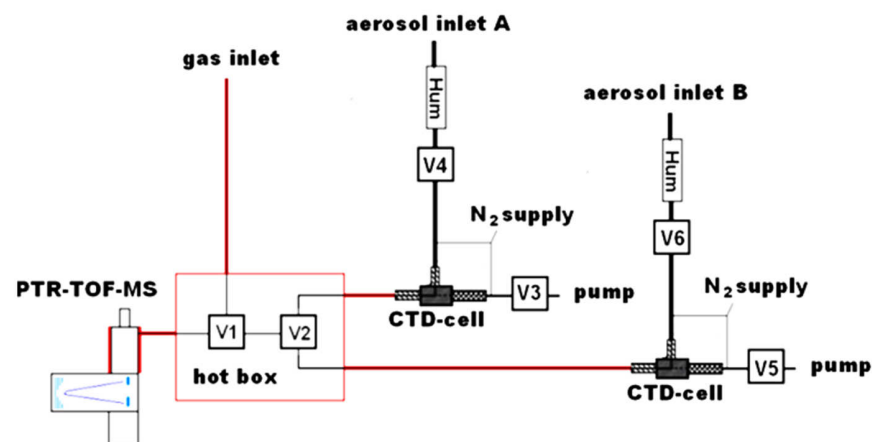 aerosol inlet A
gas inlet
Hum
aerosol inlet B
V4
Hum
N2 supply
V6
PTR-TOF-MS
V3 pump
N2 supply
CTD-cell
V1 V2
hot box
V5 pump
CTD-cell